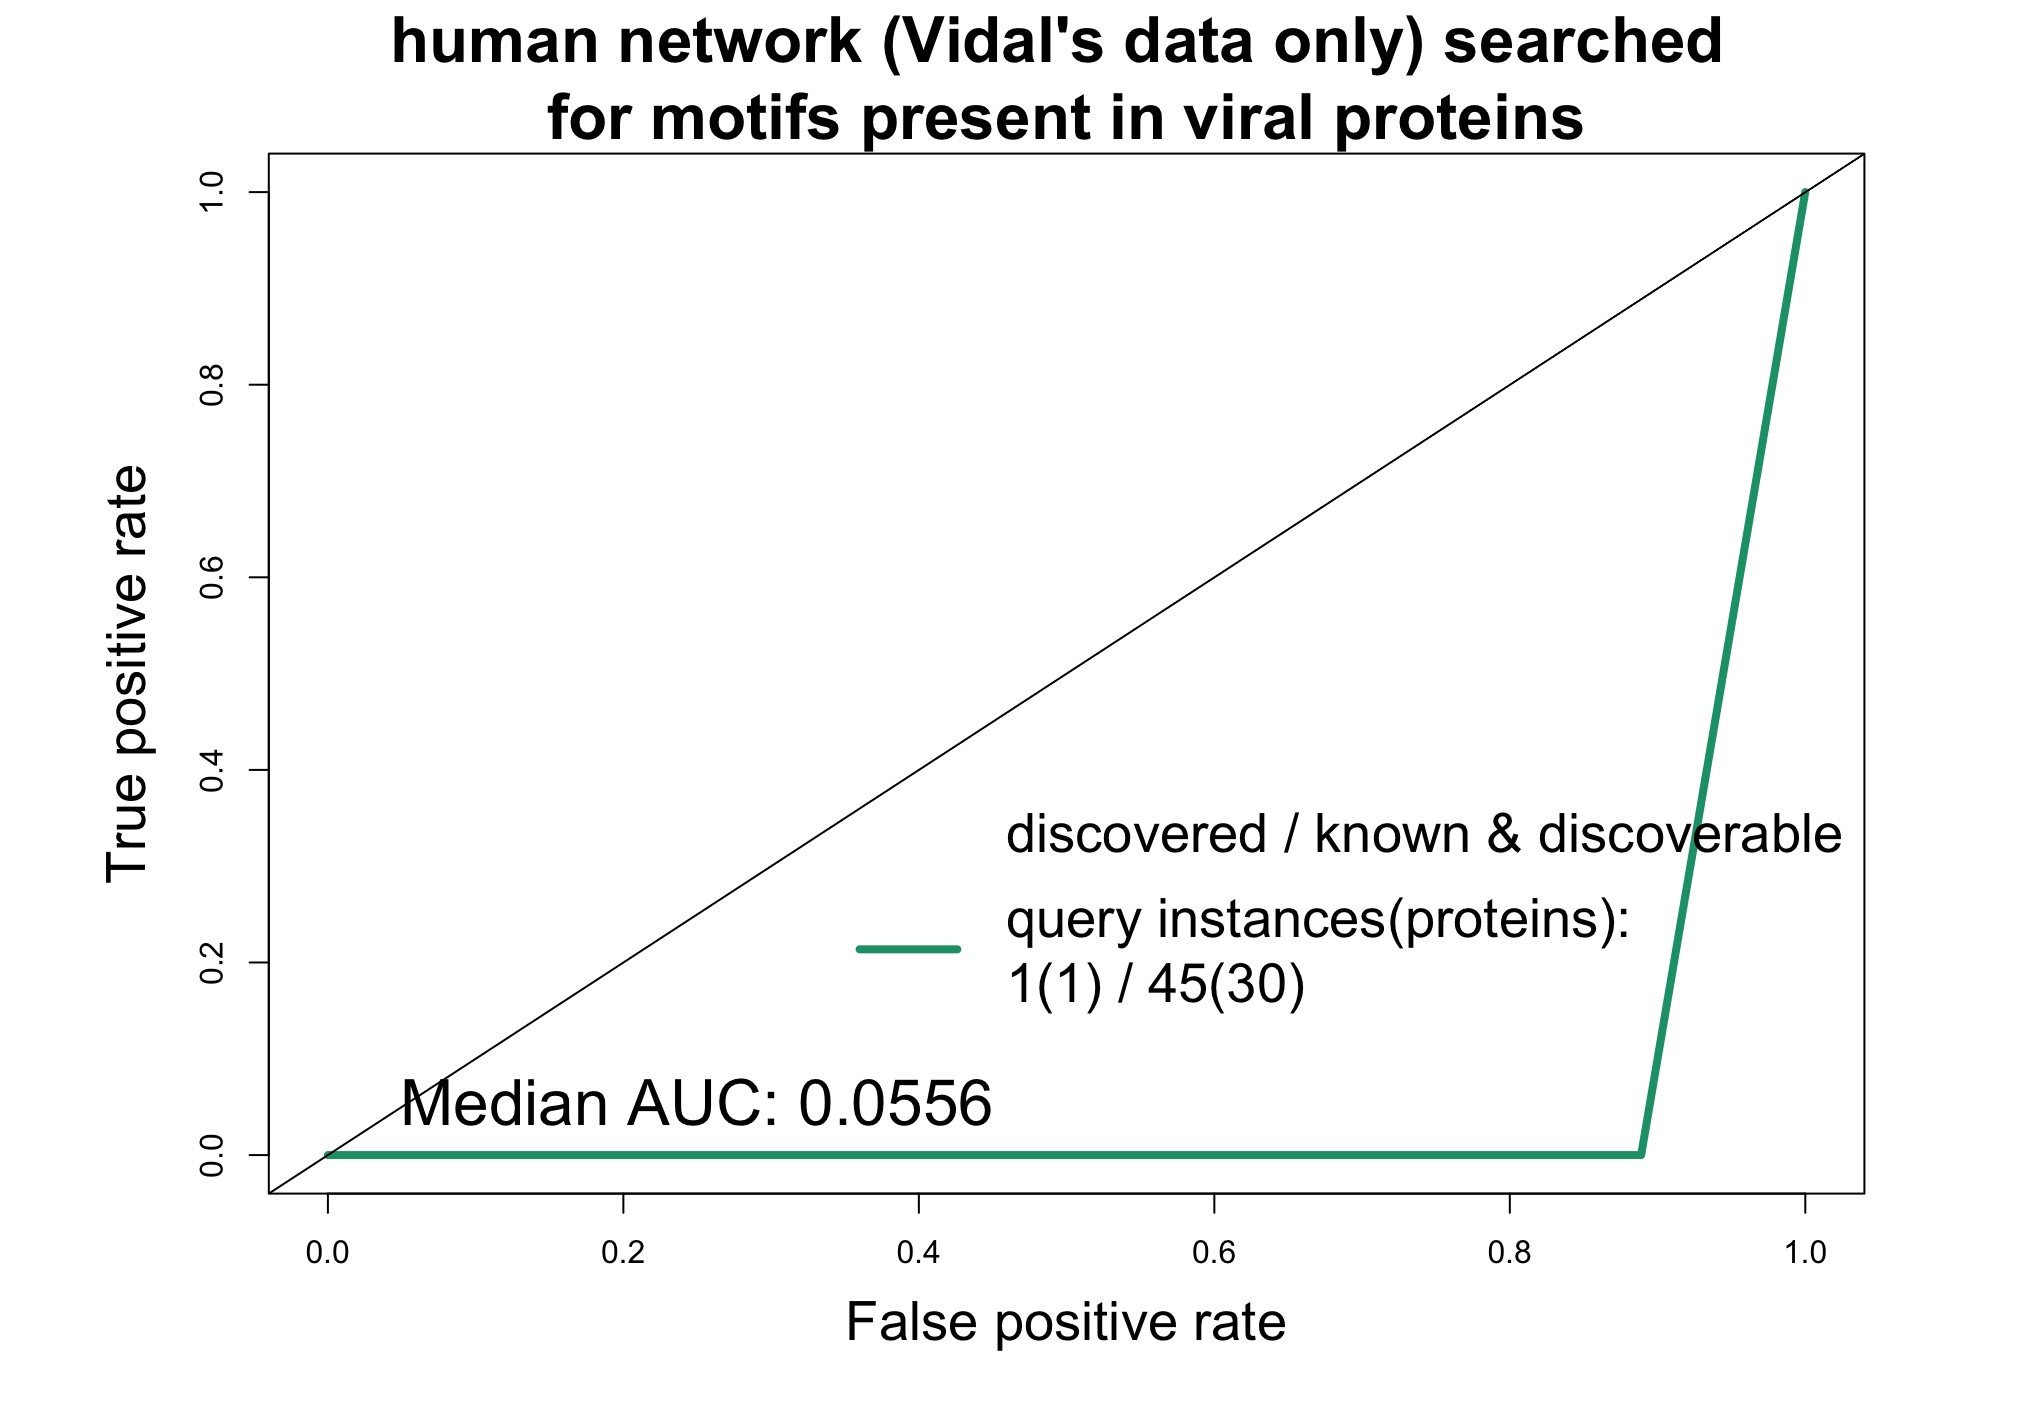 human network (Vidal's data only) searched
for motifs present in viral proteins
True positive rate
1.0
0.8
0.6
0.4
0.2
0.0
discovered / known & discoverable
query instances(proteins):
1(1) / 45(30)
Median AUC: 0.0556
0.0 0.2 0.4 0.6 0.8 1.0
False positive rate